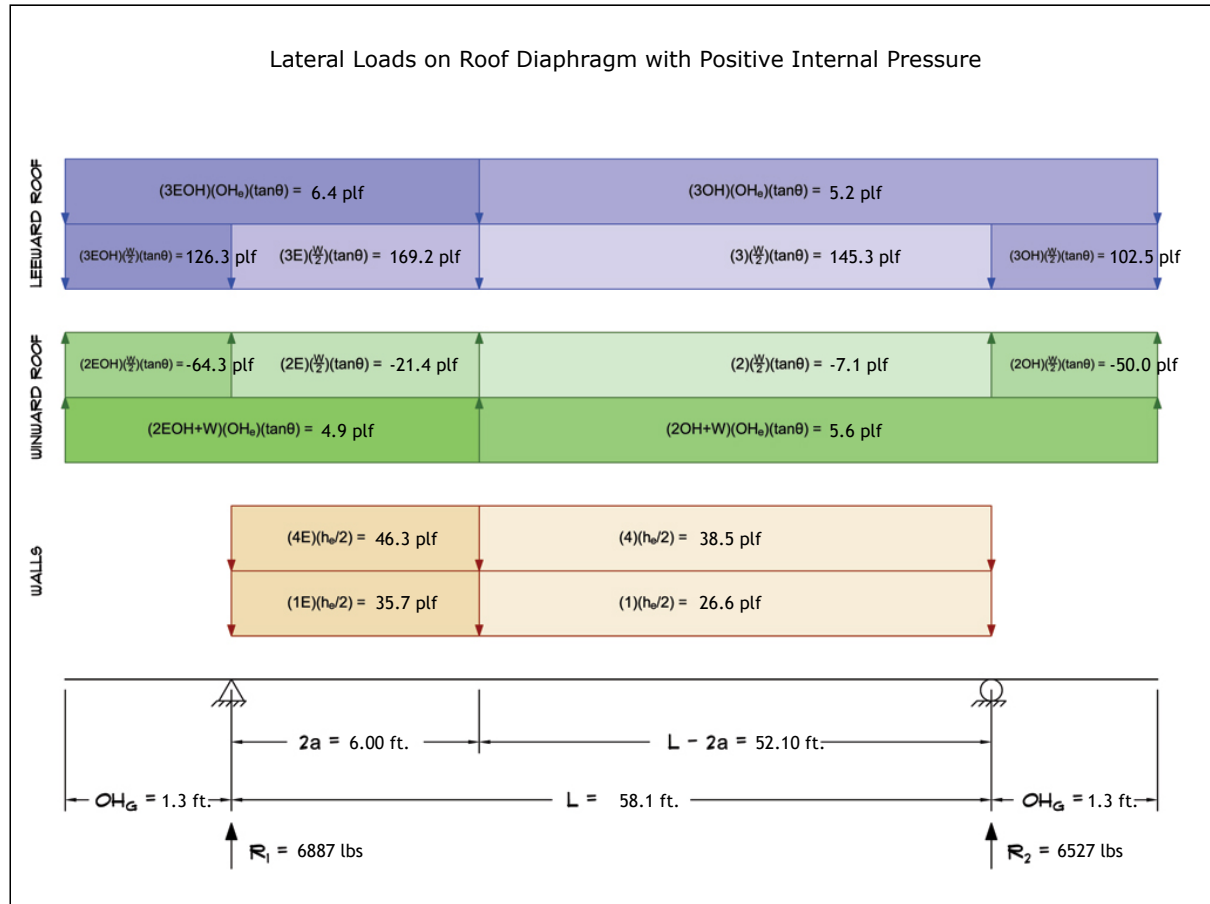 Lateral Loads on Roof Diaphragm with Positive Internal Pressure
LEEWARD ROOF
(3EOH)(OHₑ)(tanθ) = 6.4 plf
(3OH)(OHₑ)(tanθ) = 5.2 plf
(3EOH)(W/2)(tanθ) = 126.3 plf
(3E)(W/2)(tanθ) = 169.2 plf
(3)(W/2)(tanθ) = 145.3 plf
(3OH)(W/2)(tanθ) = 102.5 plf
WINWARD ROOF
(2EOH)(W/2)(tanθ) = -64.3 plf
(2E)(W/2)(tanθ) = -21.4 plf
(2)(W/2)(tanθ) = -7.1 plf
(2OH)(W/2)(tanθ) = -50.0 plf
(2EOH+W)(OHₑ)(tanθ) = 4.9 plf
(2OH+W)(OHₑ)(tanθ) = 5.6 plf
WALLS
(4E)(hₑ/2) = 46.3 plf
(4)(hₑ/2) = 38.5 plf
(1E)(hₑ/2) = 35.7 plf
(1)(hₑ/2) = 26.6 plf
2a = 6.00 ft.
L - 2a = 52.10 ft.
OH_G = 1.3 ft.
L = 58.1 ft.
OH_G = 1.3 ft.
R₁ = 6887 lbs
R₂ = 6527 lbs